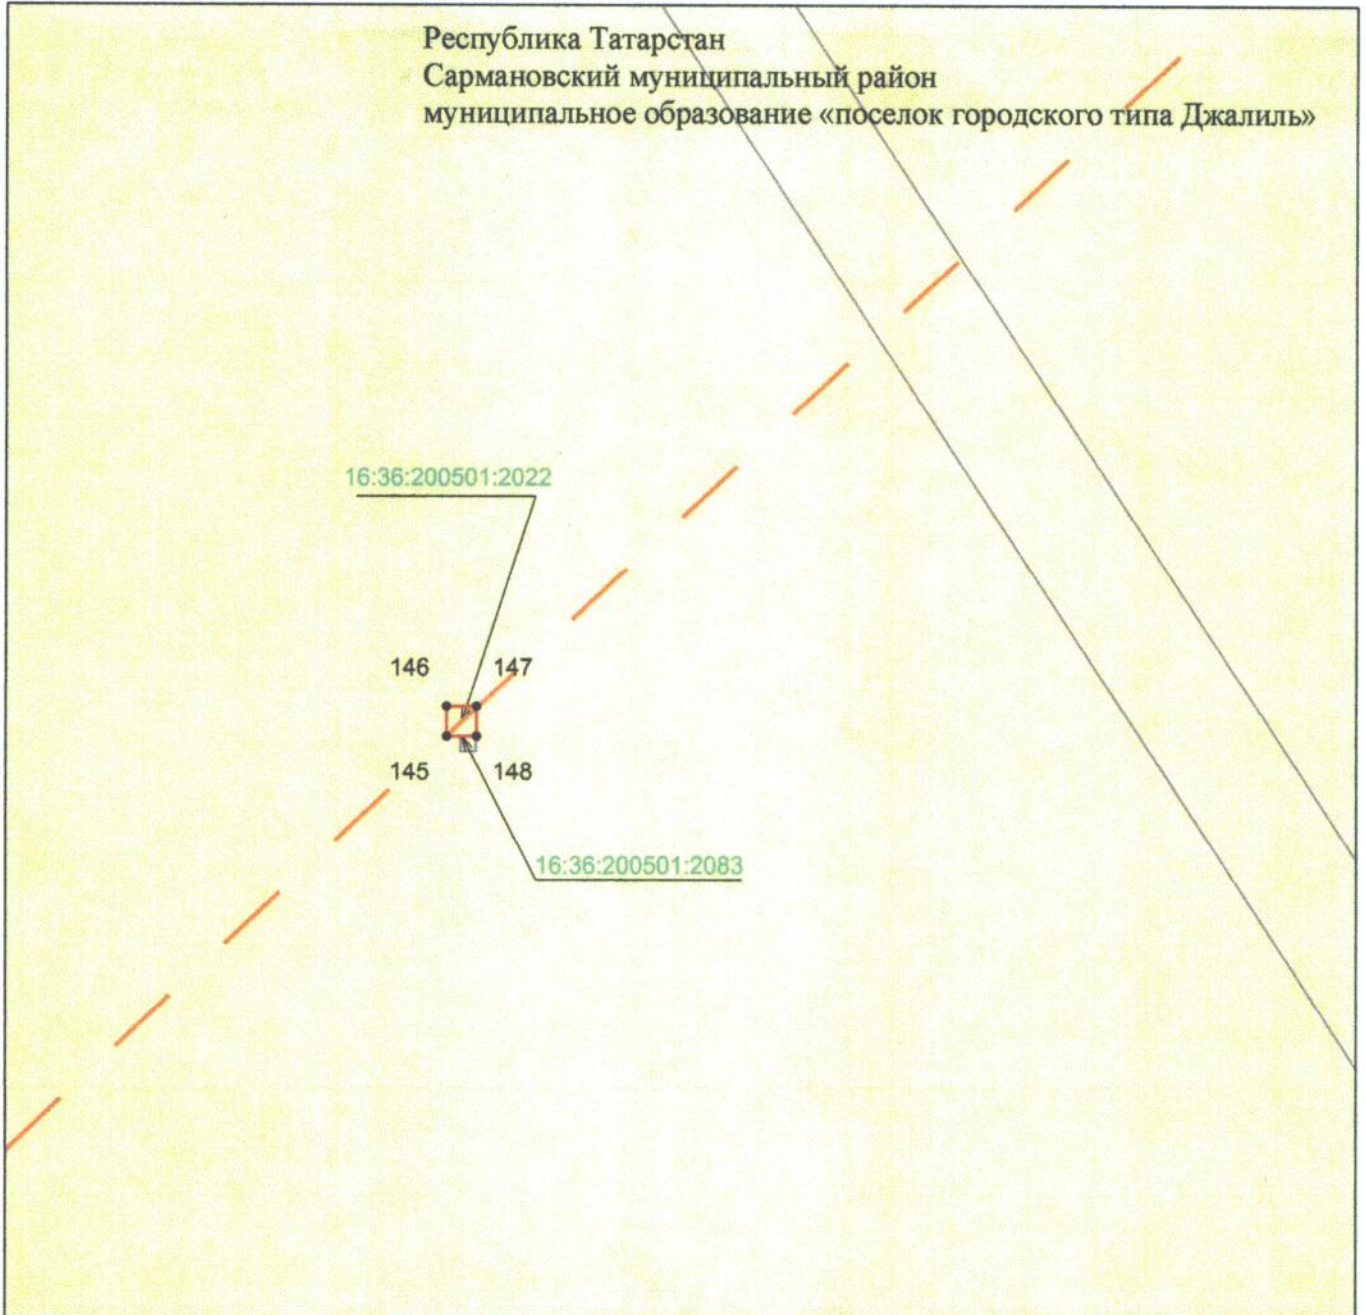 Республика Татарстан
Сармановский муниципальный район
муниципальное образование «поселок городского типа Джалиль»
16:36:200501:2022
146 147
145 148
16:36:200501:2083